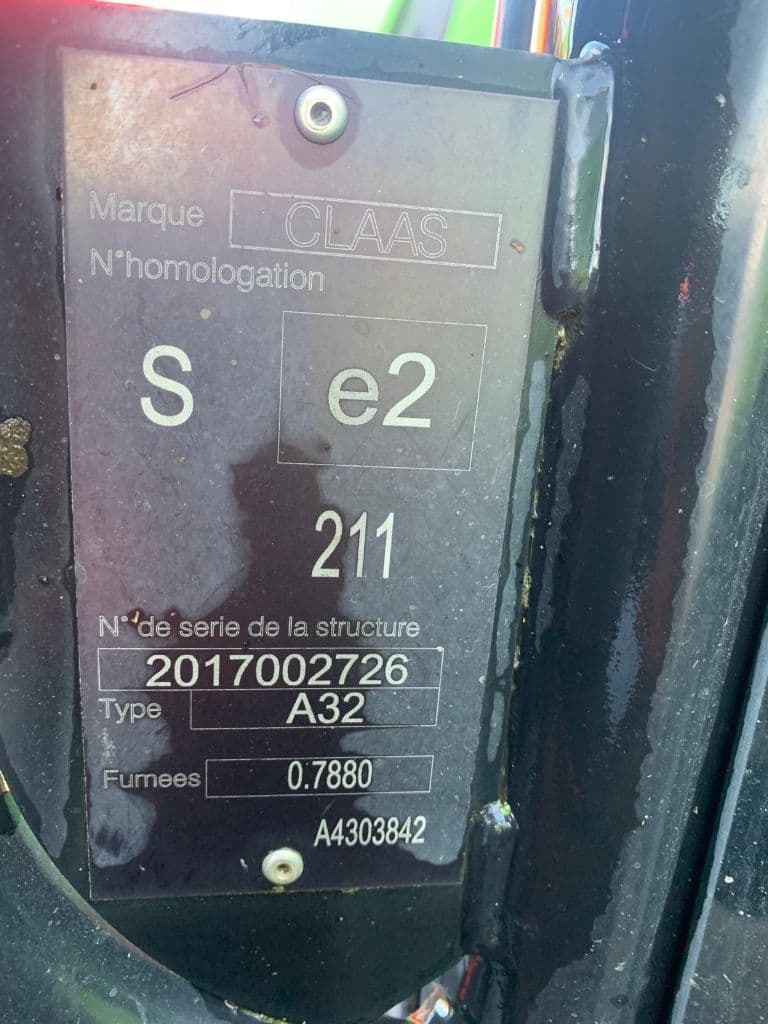 Marque CLAAS
N°homologation
S e2
211
N° de serie de la structure
2017002726
Type A32
Fumees 0.7880
A4303842